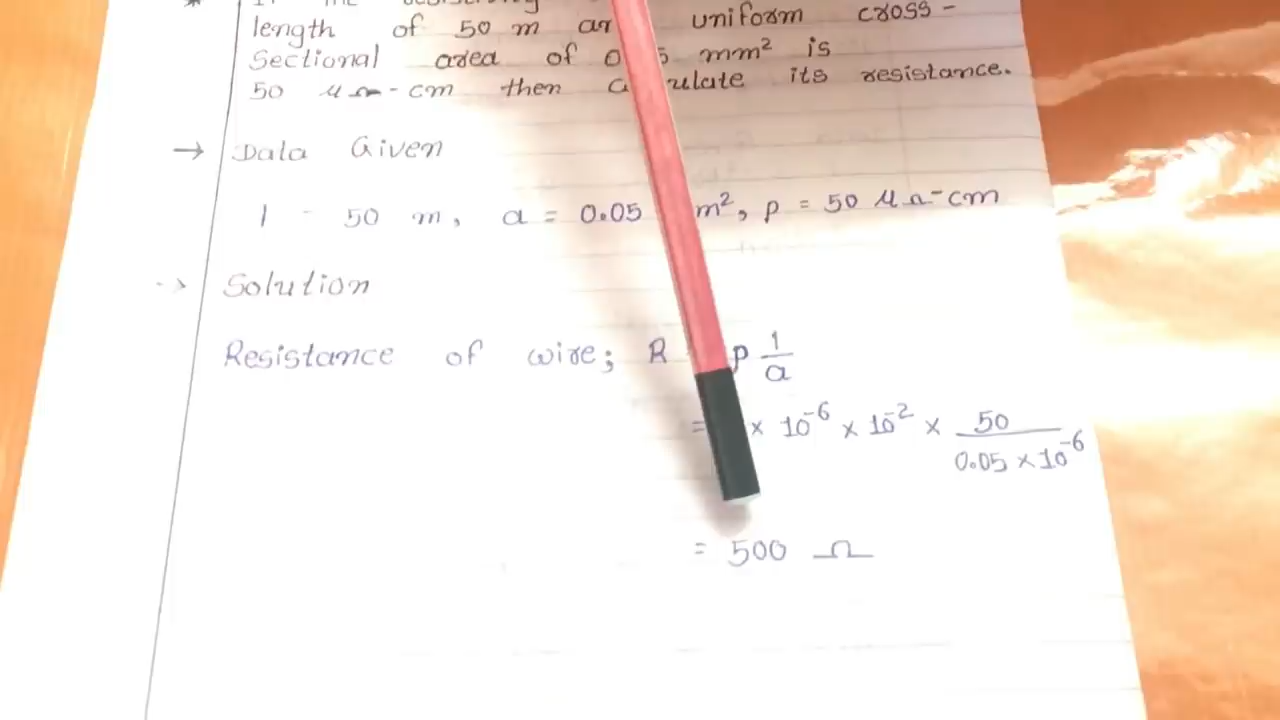 length of 50 m uniform cross-
sectional area of mm² is
50 μΩ-cm then its resistance.
→ Data Given
l = 50 m, a = 0.05 m², ρ = 50 μΩ-cm
Solution
Resistance of wire; R ρ l/a
= × 10⁻⁶ × 10⁻² × 50/0.05 × 10⁻⁶
= 500 Ω